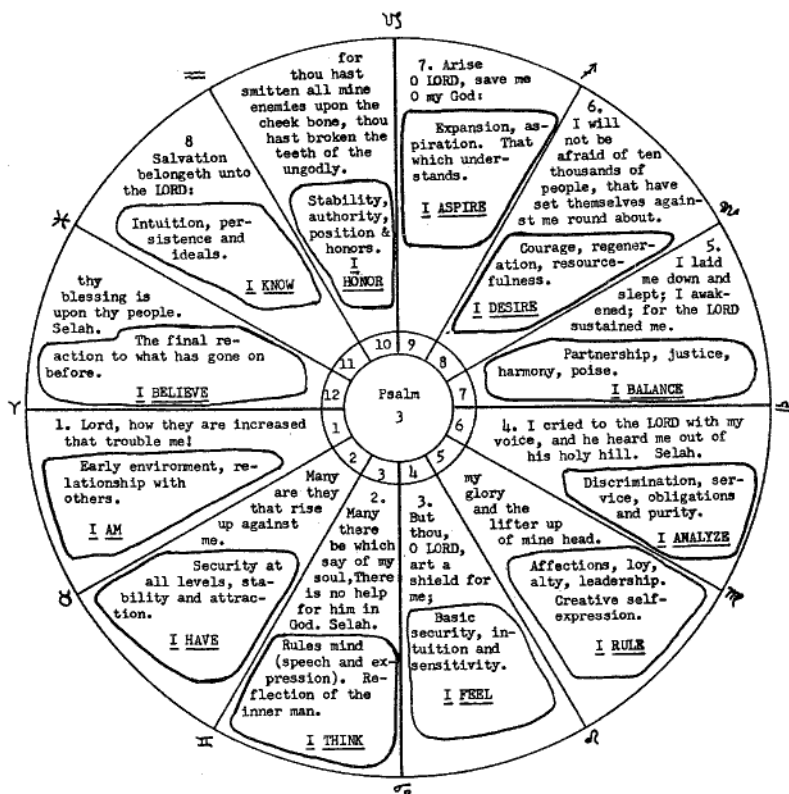 Psalm
3
1
1. Lord, how they are increased
that trouble me!
Early environment, re-
lationship with
others.
I AM
2
Many
are they
that rise
up against
me.
Security at
all levels, sta-
bility and attrac-
tion.
I HAVE
3
2.
Many
there
be which
say of my
soul,There
is no help
for him in
God. Selah.
Rules mind
(speech and ex-
pression). Re-
flection of the
inner man.
I THINK
4
3.
But
thou,
O LORD,
art a
shield for
me;
Basic
security, in-
tuition and
sensitivity.
I FEEL
5
my
glory
and the
lifter up
of mine head.
Affections, loy,
alty, leadership.
Creative self-
expression.
I RULE
6
4. I cried to the LORD with my
voice, and he heard me out of
his holy hill. Selah.
Discrimination, ser-
vice, obligations
and purity.
I ANALYZE
7
5.
I laid
me down and
slept; I awak-
ened; for the LORD
sustained me.
Partnership, justice,
harmony, poise.
I BALANCE
8
6.
I will
not be
afraid of ten
thousands of
people, that have
set themselves again-
st me round about.
Courage, regener-
ation, resource-
fulness.
I DESIRE
9
7. Arise
O LORD, save me
O my God:
Expansion, as-
piration. That
which under-
stands.
I ASPIRE
10
for
thou hast
smitten all mine
enemies upon the
cheek bone, thou
hast broken the
teeth of the
ungodly.
Stability,
authority,
position &
honors.
I
HONOR
11
8
Salvation
belongeth unto
the LORD:
Intuition, per-
sistence and
ideals.
I KNOW
12
thy
blessing is
upon thy people.
Selah.
The final re-
action to what has gone on
before.
I BELIEVE
♈
♉
♊
♋
♌
♍
♎
♏
♐
♑
♒
♓